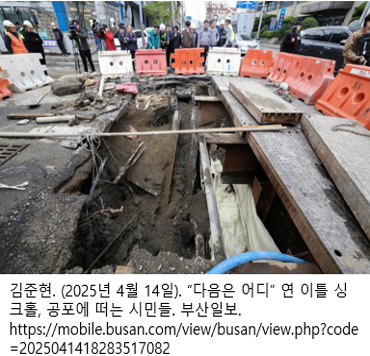 김준현. (2025년 4월 14일). “다음은 어디” 연 이틀 싱
크홀, 공포에 떠는 시민들. 부산일보.
https://mobile.busan.com/view/busan/view.php?code
=2025041418283517082